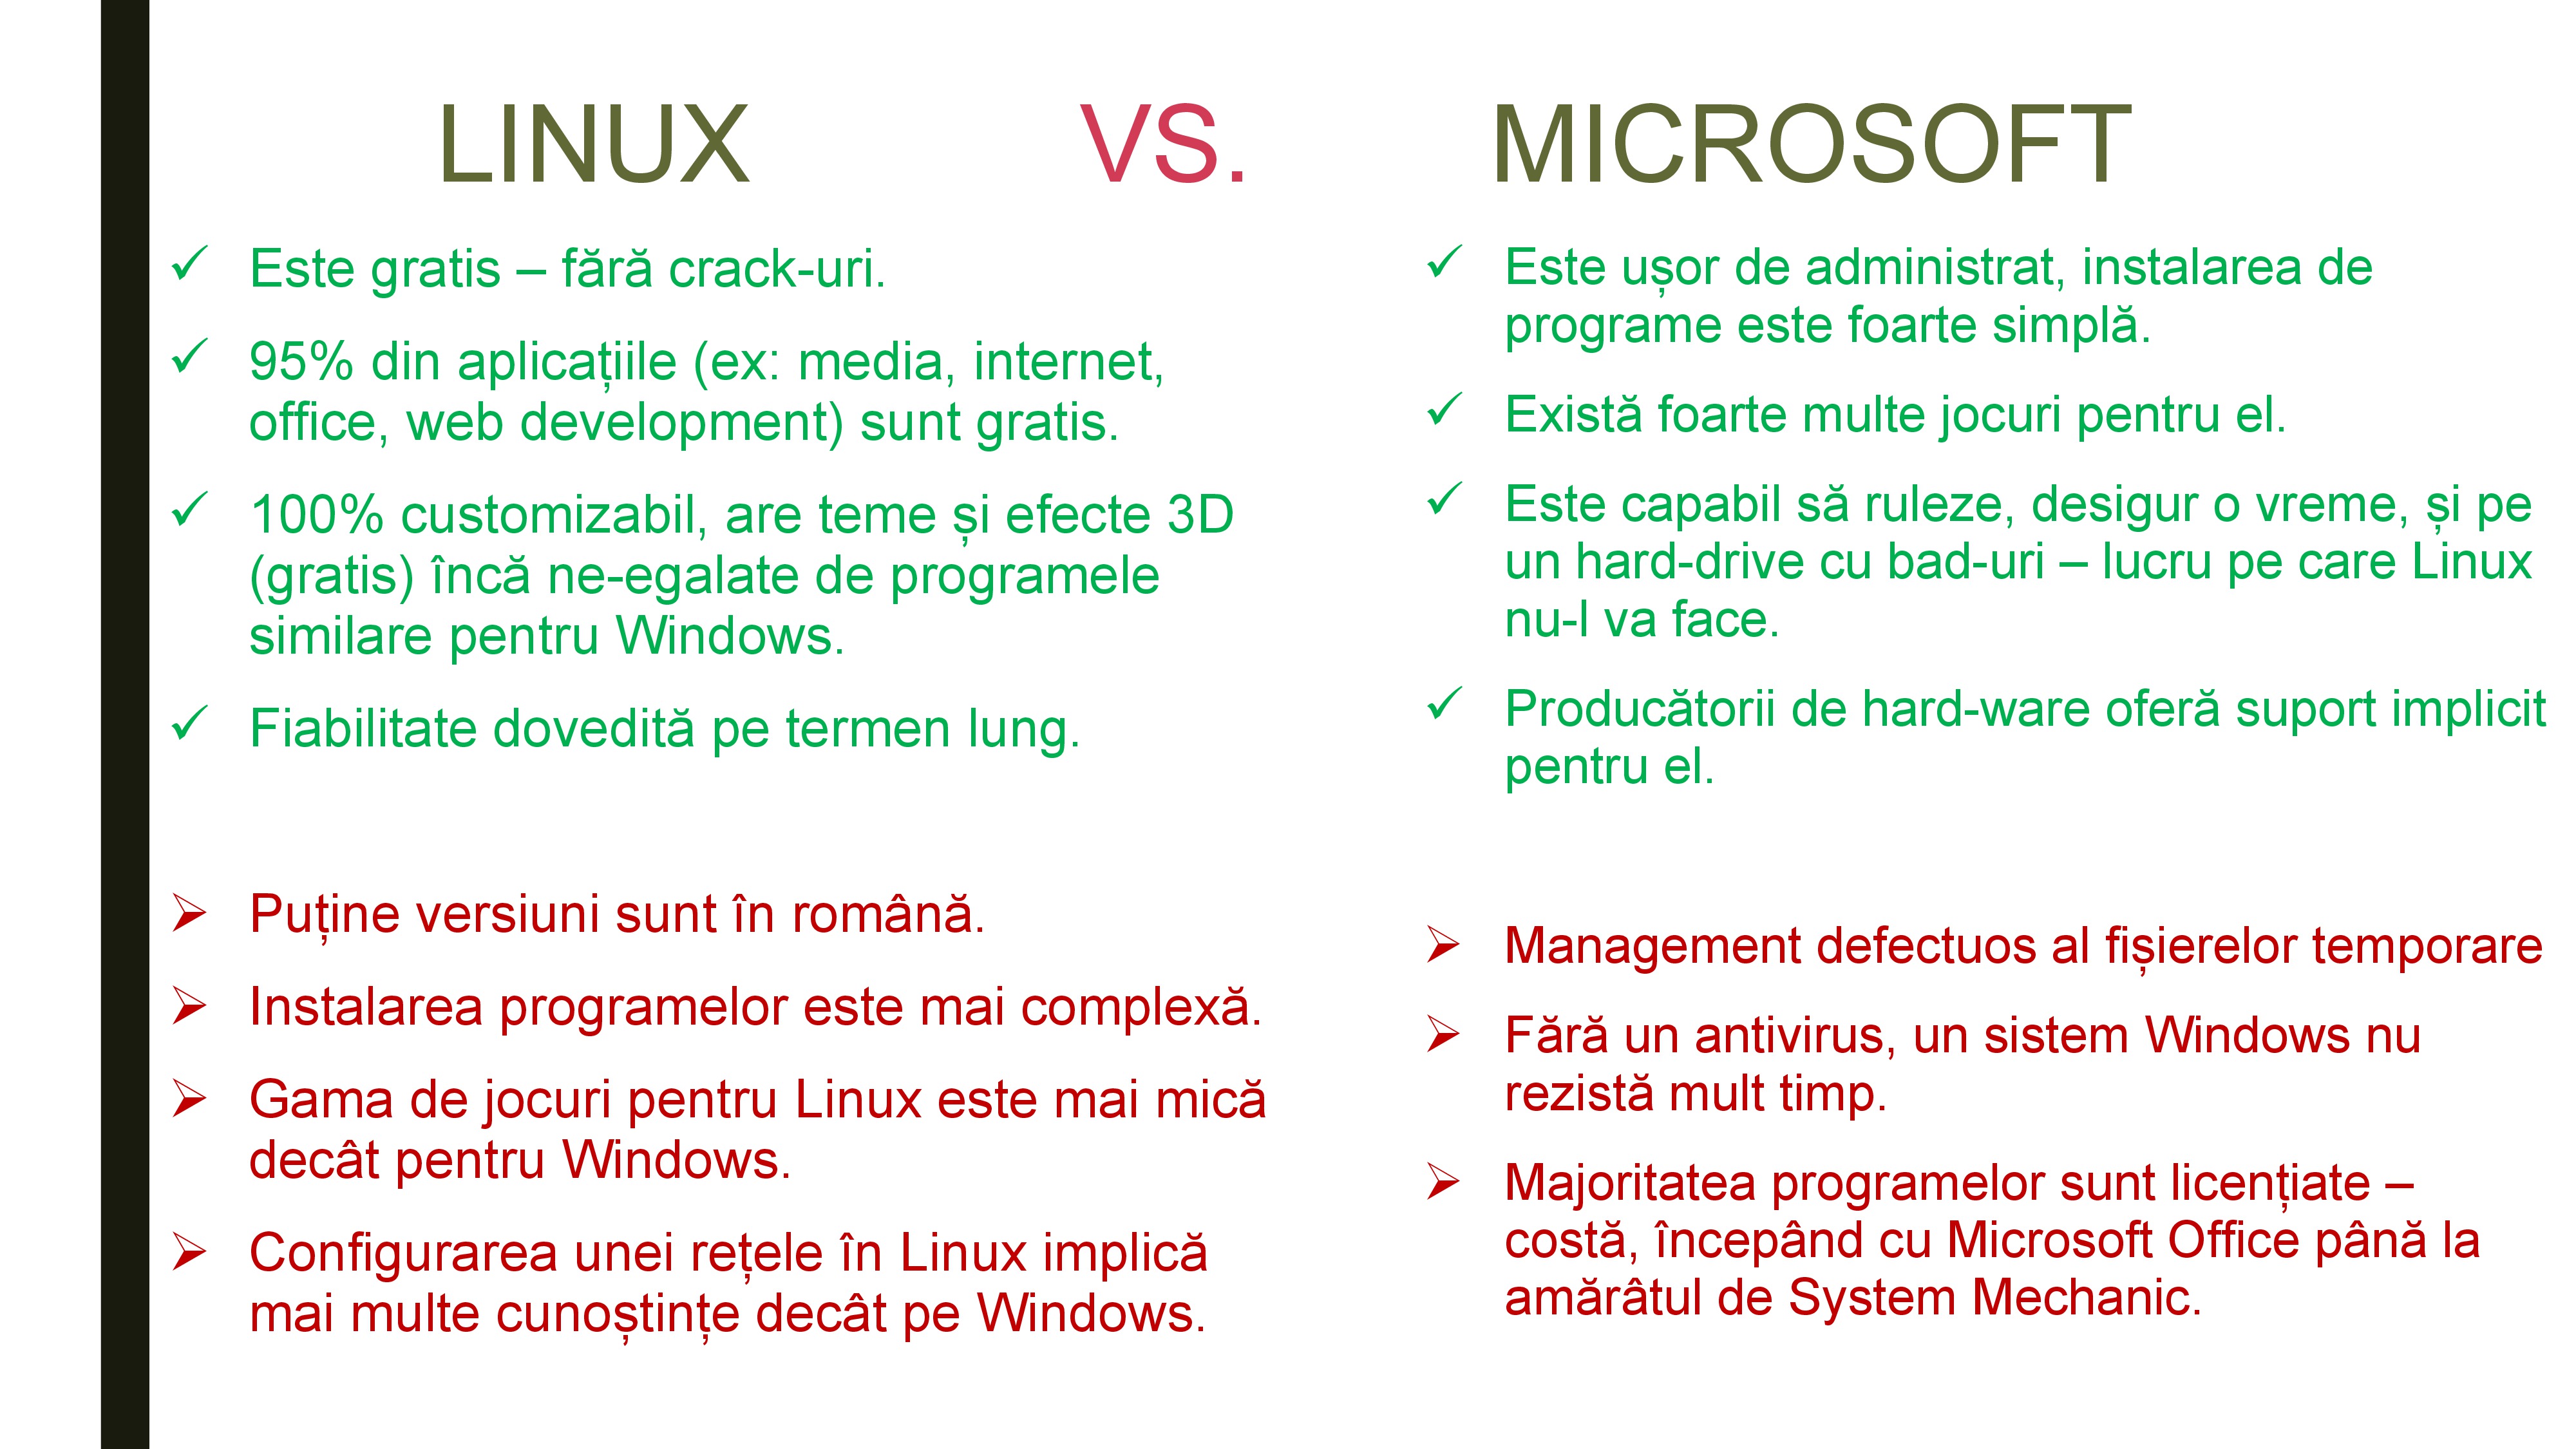 LINUX VS. MICROSOFT
Este gratis – fără crack-uri.
95% din aplicațiile (ex: media, internet,
office, web development) sunt gratis.
100% customizabil, are teme și efecte 3D
(gratis) încă ne-egalate de programele
similare pentru Windows.
Fiabilitate dovedită pe termen lung.
Puține versiuni sunt în română.
Instalarea programelor este mai complexă.
Gama de jocuri pentru Linux este mai mică
decât pentru Windows.
Configurarea unei rețele în Linux implică
mai multe cunoștințe decât pe Windows.
Este ușor de administrat, instalarea de
programe este foarte simplă.
Există foarte multe jocuri pentru el.
Este capabil să ruleze, desigur o vreme, și pe
un hard-drive cu bad-uri – lucru pe care Linux
nu-l va face.
Producătorii de hard-ware oferă suport implicit
pentru el.
Management defectuos al fișierelor temporare
Fără un antivirus, un sistem Windows nu
rezistă mult timp.
Majoritatea programelor sunt licențiate –
costă, începând cu Microsoft Office până la
amărâtul de System Mechanic.